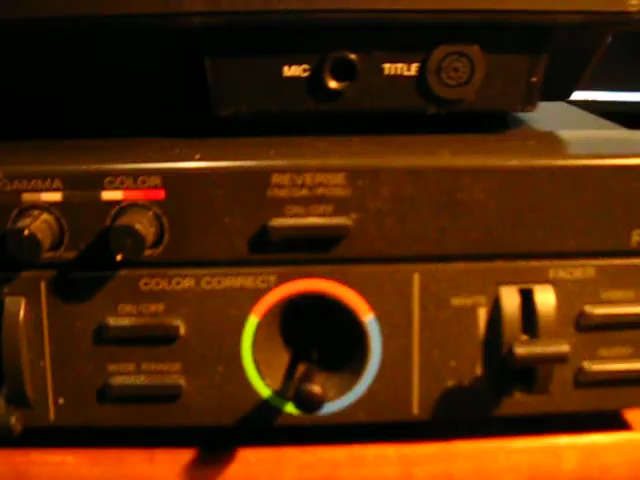 MIC TITLE
GAMMA COLOR REVERSE
ON/OFF
COLOR CORRECT FADER
ON/OFF
WIDE RANGE